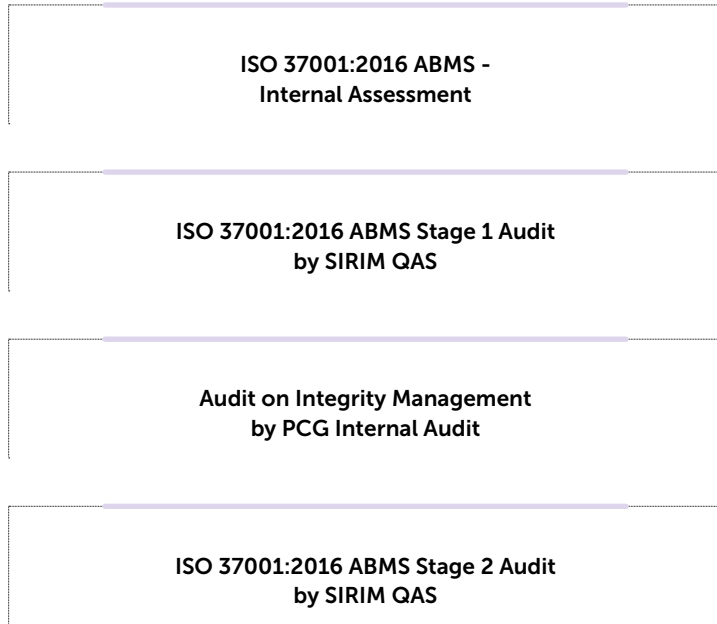 ISO 37001:2016 ABMS -
Internal Assessment
ISO 37001:2016 ABMS Stage 1 Audit
by SIRIM QAS
Audit on Integrity Management
by PCG Internal Audit
ISO 37001:2016 ABMS Stage 2 Audit
by SIRIM QAS